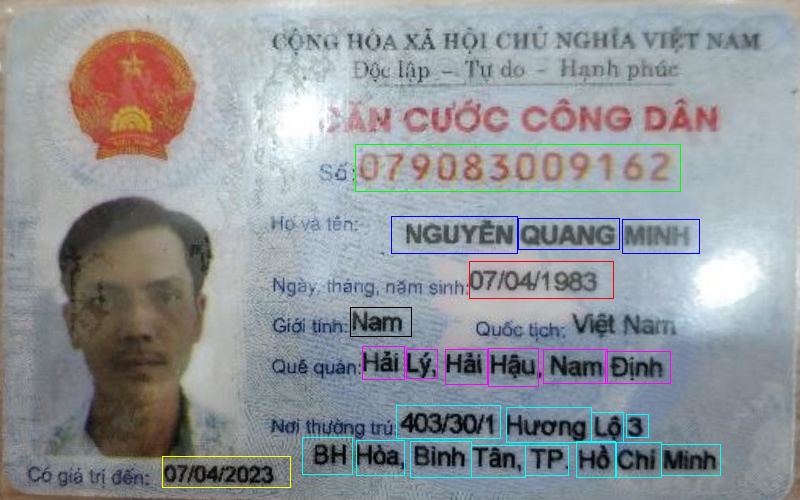 CỘNG HÒA XÃ HỘI CHỦ NGHĨA VIỆT NAM
Độc lập - Tự do - Hạnh phúc
CĂN CƯỚC CÔNG DÂN
Số: 079083009162
Họ và tên: NGUYỄN QUANG MINH
Ngày, tháng, năm sinh: 07/04/1983
Giới tính: Nam Quốc tịch: Việt Nam
Quê quán: Hải Lý, Hải Hậu, Nam Định
Nơi thường trú: 403/30/1 Hương Lộ 3
BH Hòa, Bình Tân, TP. Hồ Chí Minh
Có giá trị đến: 07/04/2023